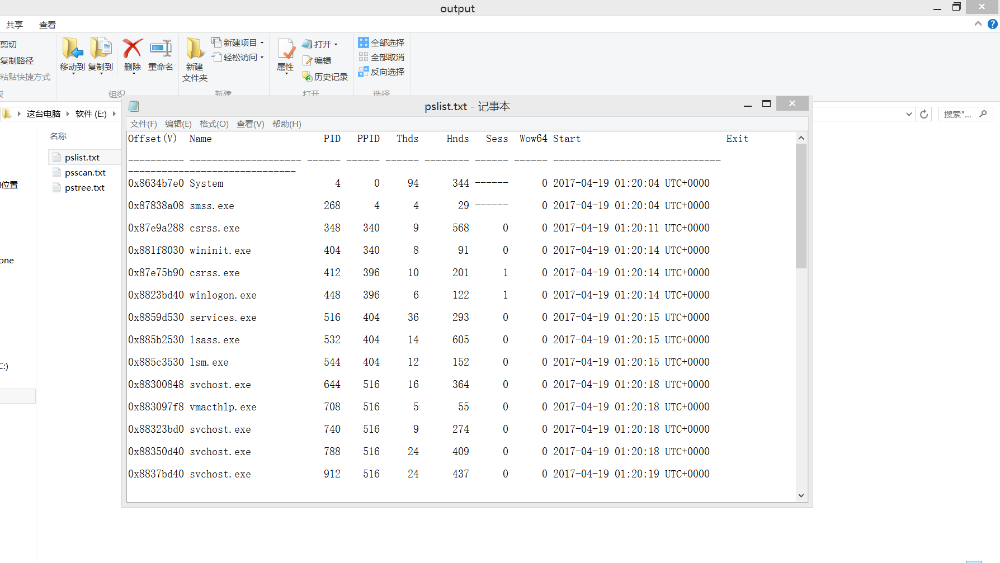 output
共享 查看
剪切
复制路径
粘贴快捷方式
移动到 复制到 删除 重命名
组织
新建项目
轻松访问
新建
文件夹
新建
属性
打开
编辑
历史记录
打开
全部选择
全部取消
反向选择
选择
这台电脑 软件 (E:)
搜索"...
名称
pslist.txt
psscan.txt
pstree.txt
位置
one
C:)
pslist.txt - 记事本
文件(F) 编辑(E) 格式(O) 查看(V) 帮助(H)
Offset(V) Name PID PPID Thds Hnds Sess Wow64 Start Exit
---------- -------------------- ------ ------ ------ -------- ------ ------ ------------------------------
------------------------------
0x8634b7e0 System 4 0 94 344 ------ 0 2017-04-19 01:20:04 UTC+0000
0x87838a08 smss.exe 268 4 4 29 ------ 0 2017-04-19 01:20:04 UTC+0000
0x87e9a288 csrss.exe 348 340 9 568 0 0 2017-04-19 01:20:11 UTC+0000
0x881f8030 wininit.exe 404 340 8 91 0 0 2017-04-19 01:20:14 UTC+0000
0x87e75b90 csrss.exe 412 396 10 201 1 0 2017-04-19 01:20:14 UTC+0000
0x8823bd40 winlogon.exe 448 396 6 122 1 0 2017-04-19 01:20:14 UTC+0000
0x8859d530 services.exe 516 404 36 293 0 0 2017-04-19 01:20:15 UTC+0000
0x885b2530 lsass.exe 532 404 14 605 0 0 2017-04-19 01:20:15 UTC+0000
0x885c3530 lsm.exe 544 404 12 152 0 0 2017-04-19 01:20:15 UTC+0000
0x88300848 svchost.exe 644 516 16 364 0 0 2017-04-19 01:20:18 UTC+0000
0x883097f8 vmacthlp.exe 708 516 5 55 0 0 2017-04-19 01:20:18 UTC+0000
0x88323bd0 svchost.exe 740 516 9 274 0 0 2017-04-19 01:20:18 UTC+0000
0x88350d40 svchost.exe 788 516 24 409 0 0 2017-04-19 01:20:18 UTC+0000
0x8837bd40 svchost.exe 912 516 24 437 0 0 2017-04-19 01:20:19 UTC+0000